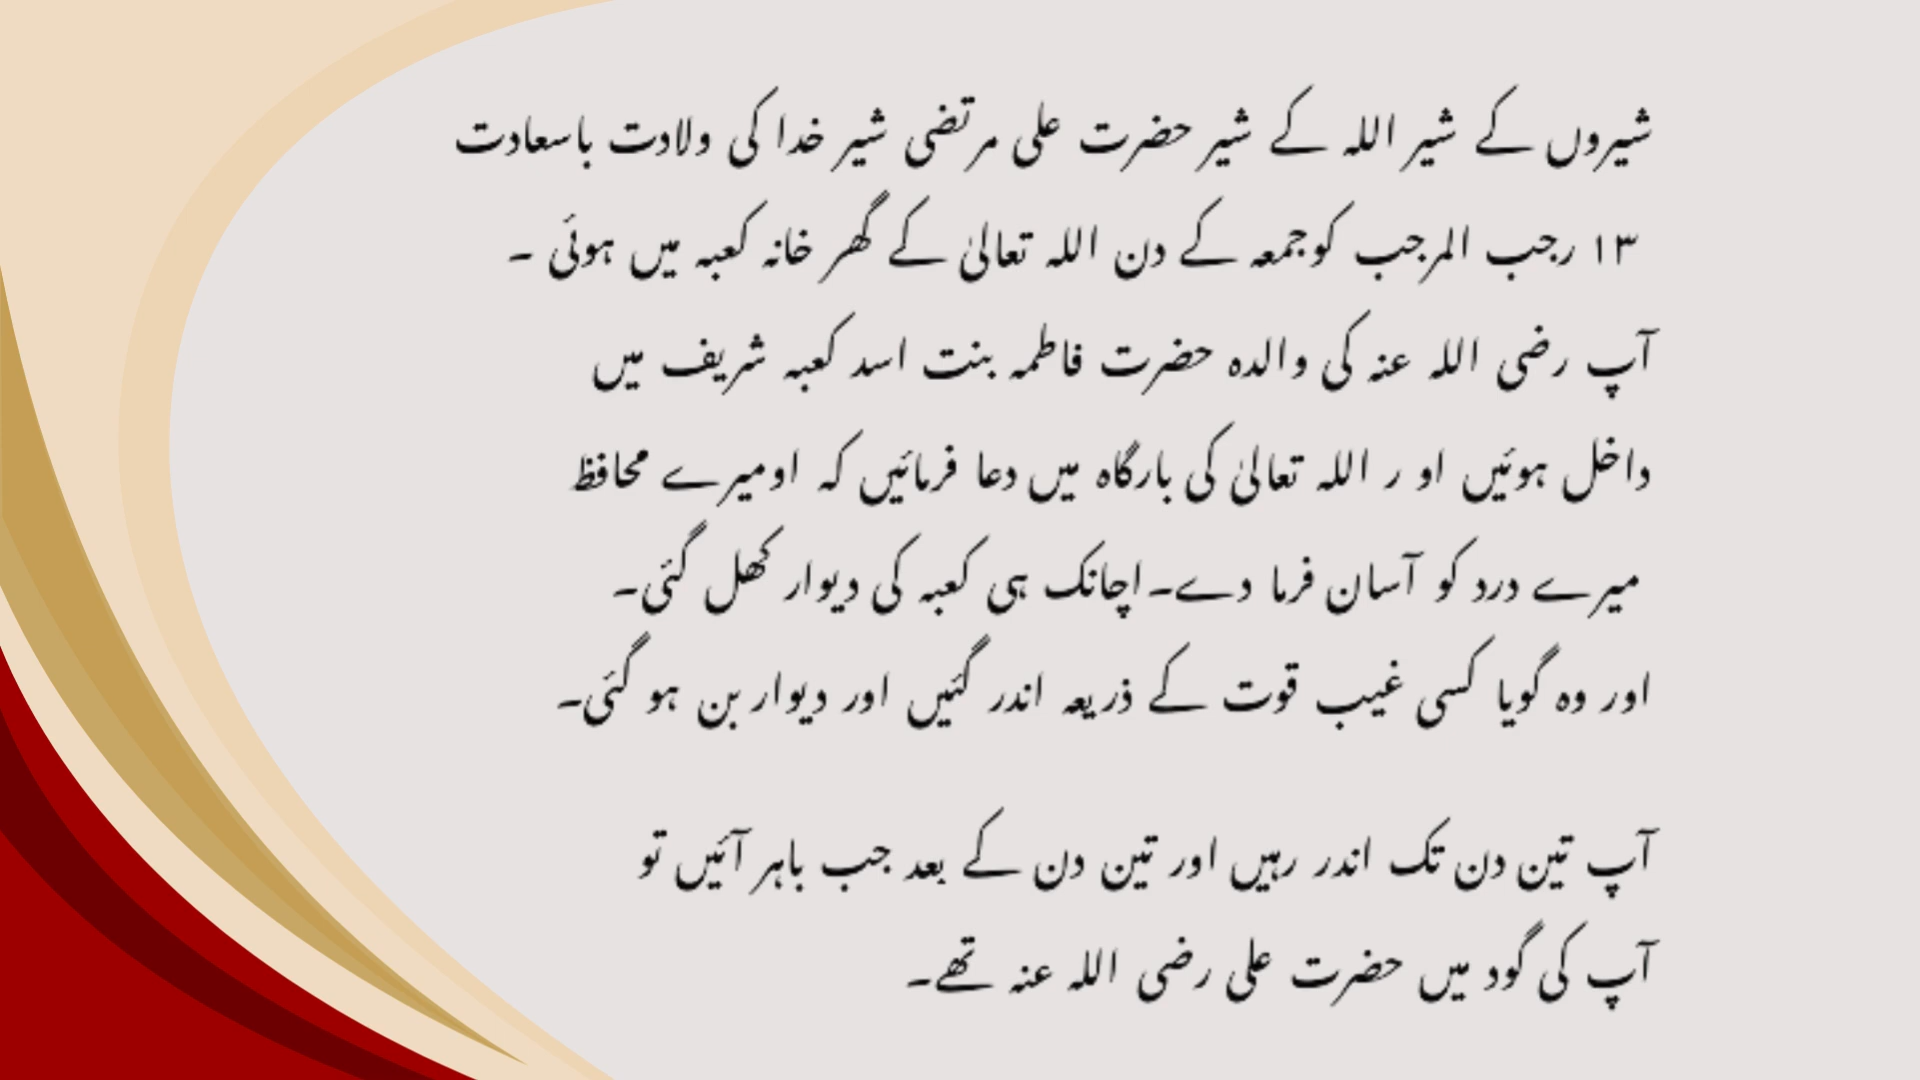 شیروں کے شیر اللہ کے شیر حضرت علی مرتضی شیر خدا کی ولادت باسعادت
۱۳ رجب المرجب کوجمعہ کے دن اللہ تعالیٰ کے گھر خانہ کعبہ میں ہوئی ۔
آپ رضی اللہ عنہ کی والدہ حضرت فاطمہ بنت اسد کعبہ شریف میں
داخل ہوئیں او ر اللہ تعالیٰ کی بارگاہ میں دعا فرمائیں کہ اومیرے محافظ
میرے درد کو آسان فرما دے۔اچانک ہی کعبہ کی دیوار کھل گئی۔
اور وہ گویا کسی غیب قوت کے ذریعہ اندر گئیں اور دیوار بن ہو گئی۔
آپ تین دن تک اندر رہیں اور تین دن کے بعد جب باہر آئیں تو
آپ کی گود میں حضرت علی رضی اللہ عنہ تھے۔